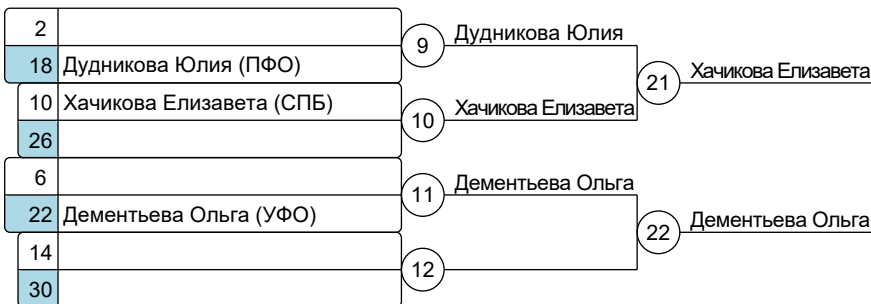 2
18 Дудникова Юлия (ПФО)
9 Дудникова Юлия
10 Хачикова Елизавета (СПБ)
26
10 Хачикова Елизавета
21 Хачикова Елизавета
6
22 Дементьева Ольга (УФО)
11 Дементьева Ольга
14
30
12
22 Дементьева Ольга